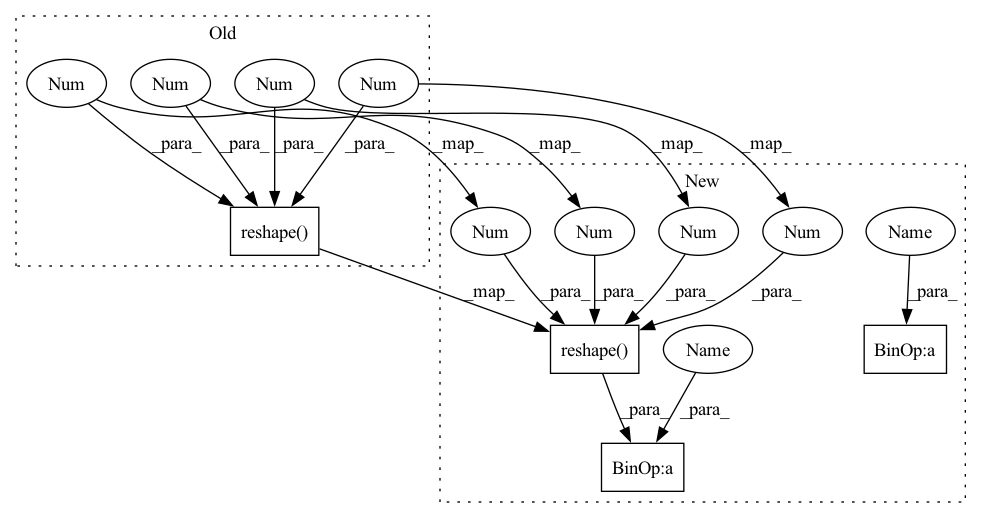 Old
Num Num Num Num
_para_ _para_ _para_ _para_ _map_ _map_ _map_ _map_
New
reshape() Num Num Num Num Name
_map_ _para_ _para_ _para_ _para_ _para_
reshape() Name BinOp:a
_para_ _para_
BinOp:a